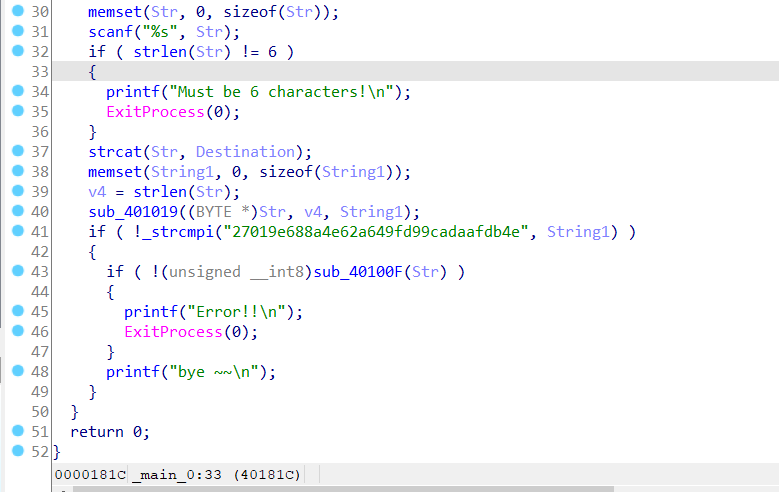 30 memset(Str, 0, sizeof(Str));
31 scanf("%s", Str);
32 if ( strlen(Str) != 6 )
33 {
34 printf("Must be 6 characters!\n");
35 ExitProcess(0);
36 }
37 strcat(Str, Destination);
38 memset(String1, 0, sizeof(String1));
39 v4 = strlen(Str);
40 sub_401019((BYTE *)Str, v4, String1);
41 if ( !_strcmpi("27019e688a4e62a649fd99cadaafdb4e", String1) )
42 {
43 if ( !(unsigned __int8)sub_40100F(Str) )
44 {
45 printf("Error!!\n");
46 ExitProcess(0);
47 }
48 printf("bye ~~\n");
49 }
50 }
51 return 0;
52 }
0000181C _main_0:33 (40181C)